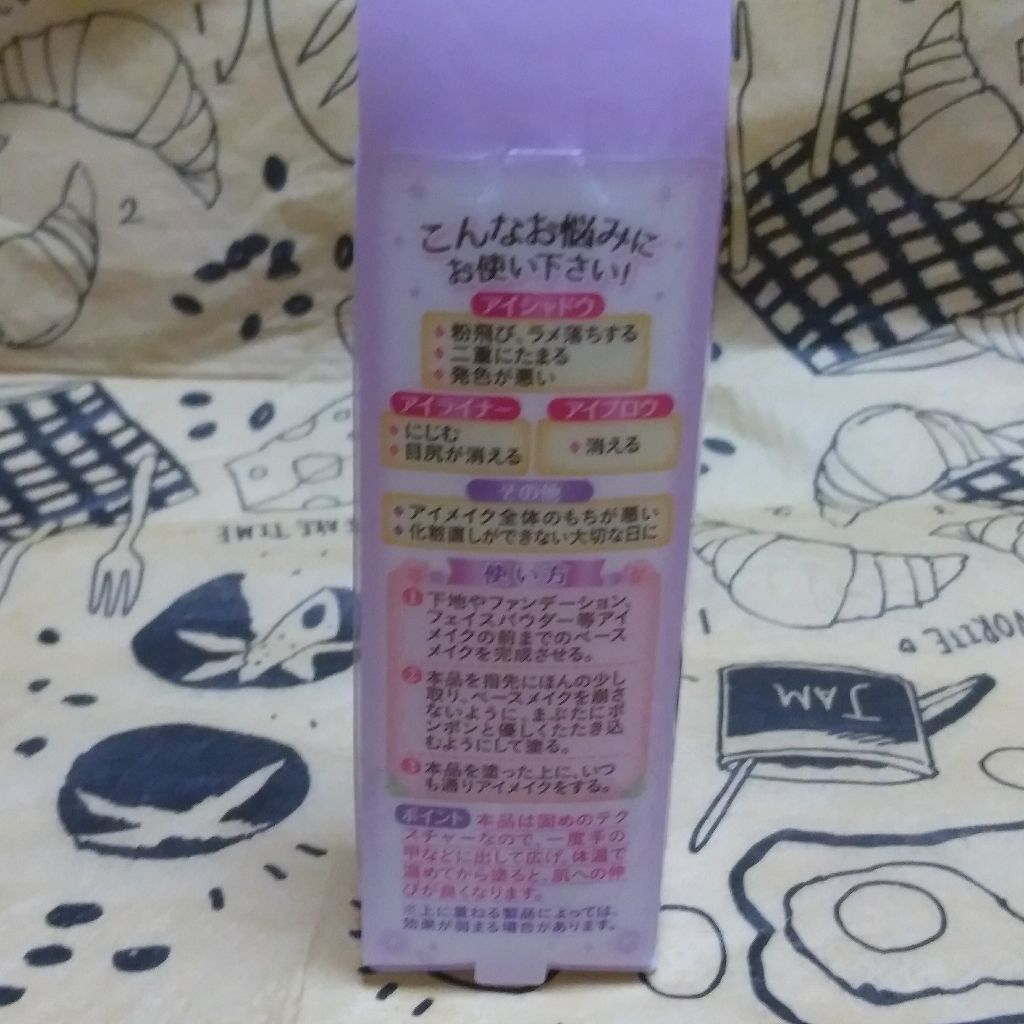 こんなお悩みに
お使い下さい!
アイシャドウ
粉飛び、ラメ落ちする
二重にたまる
発色が悪い
アイライナー
にじむ
目尻が消える
アイブロウ
消える
その他
アイメイク全体のもちが悪い
化粧直しができない大切な日に
使い方
1 下地やファンデーション、
フェイスパウダー等アイ
メイクの前までのベース
メイクを完成させる。
2 本品を指先にほんの少し
取り、ベースメイクを崩さ
ないように、まぶたにポ
ンポンと優しくたたき込
むようにして塗る。
3 本品を塗った上に、いつ
も通りアイメイクをする。
ポイント 本品は固めのテク
スチャーなので、一度手の
甲などに出して広げ、体温で
温めてから塗ると、肌への伸
びが良くなります。
※上に重ねる製品によっては、
効果が弱まる場合があります。
2
TIME
1
JAM